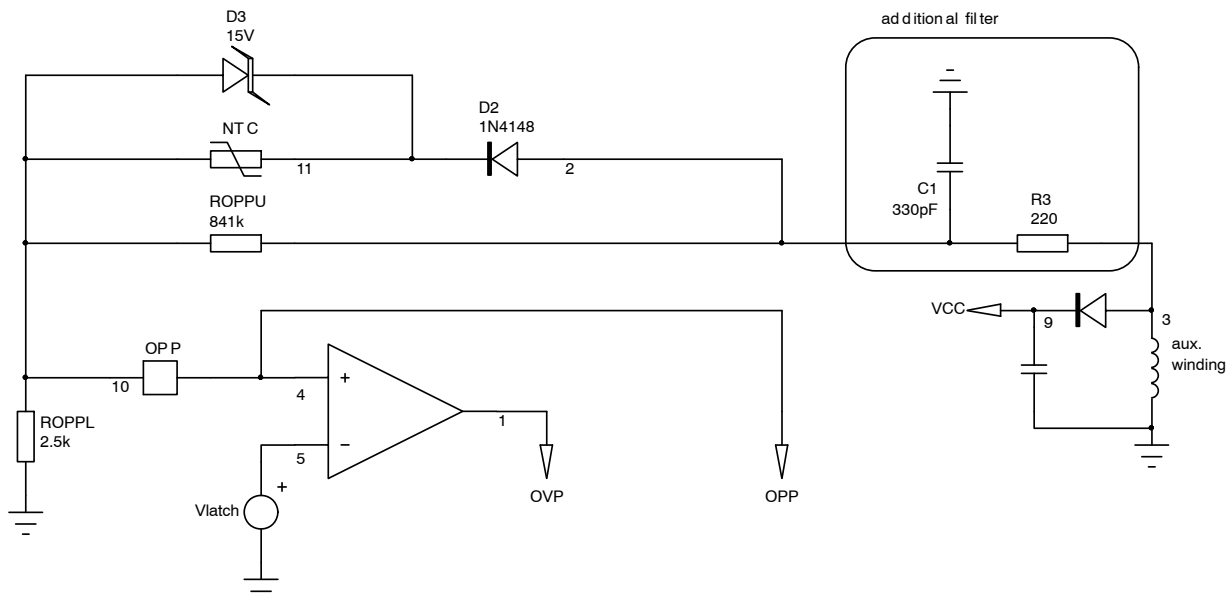 additional filter
D3
15V
D2
1N4148
NTC
11
2
C1
330pF
R3
220
ROPPU
841k
VCC
9
3
aux.
winding
OPP
10
+
4
1
ROPPL
2.5k
−
5
+
Vlatch
OVP
OPP